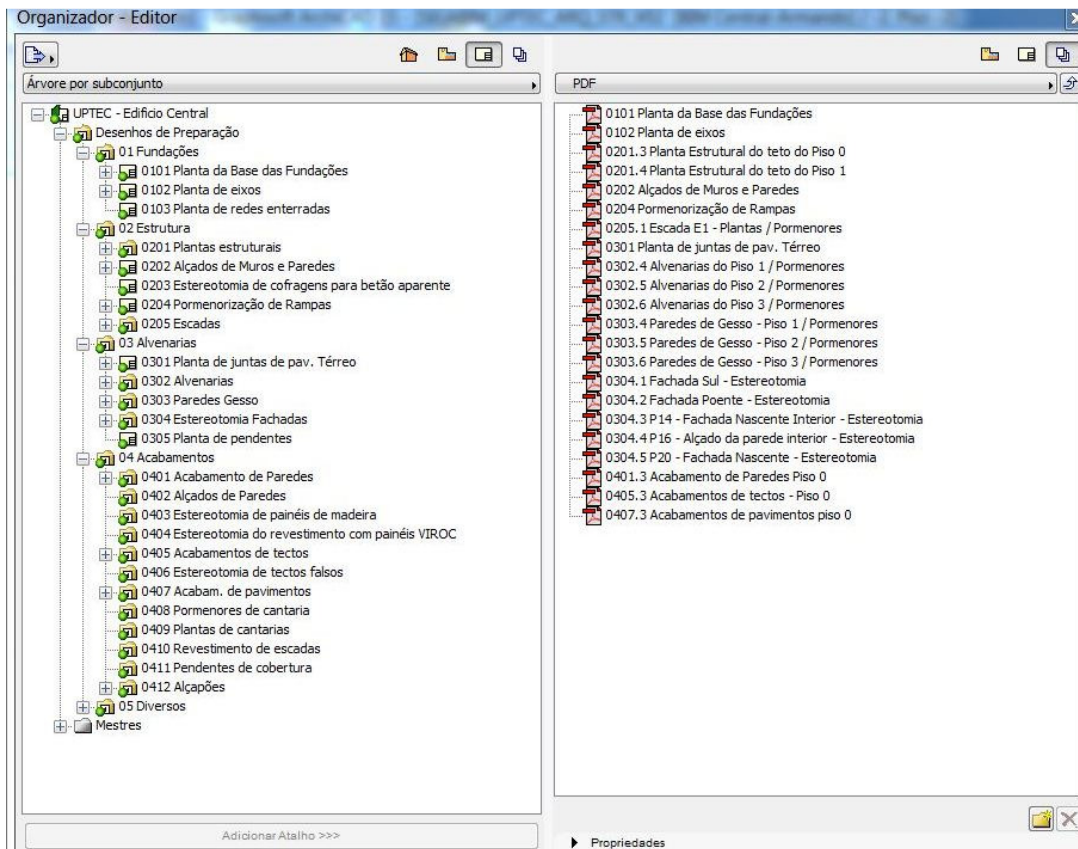 Organizador - Editor
Árvore por subconjunto
UPTEC - Edificio Central
Desenhos de Preparação
01 Fundações
0101 Planta da Base das Fundações
0102 Planta de eixos
0103 Planta de redes enterradas
02 Estrutura
0201 Plantas estruturais
0202 Alçados de Muros e Paredes
0203 Estereotomia de cofragens para betão aparente
0204 Pormenorização de Rampas
0205 Escadas
03 Alvenarias
0301 Planta de juntas de pav. Térreo
0302 Alvenarias
0303 Paredes Gesso
0304 Estereotomia Fachadas
0305 Planta de pendentes
04 Acabamentos
0401 Acabamento de Paredes
0402 Alçados de Paredes
0403 Estereotomia de painéis de madeira
0404 Estereotomia do revestimento com painéis VIROC
0405 Acabamentos de tectos
0406 Estereotomia de tectos falsos
0407 Acabam. de pavimentos
0408 Pormenores de cantaria
0409 Plantas de cantarias
0410 Revestimento de escadas
0411 Pendentes de cobertura
0412 Alçapões
05 Diversos
Mestres
Adicionar Atalho >>>
PDF
0101 Planta da Base das Fundações
0102 Planta de eixos
0201.3 Planta Estrutural do teto do Piso 0
0201.4 Planta Estrutural do teto do Piso 1
0202 Alçados de Muros e Paredes
0204 Pormenorização de Rampas
0205.1 Escada E1 - Plantas / Pormenores
0301 Planta de juntas de pav. Térreo
0302.4 Alvenarias do Piso 1 / Pormenores
0302.5 Alvenarias do Piso 2 / Pormenores
0302.6 Alvenarias do Piso 3 / Pormenores
0303.4 Paredes de Gesso - Piso 1 / Pormenores
0303.5 Paredes de Gesso - Piso 2 / Pormenores
0303.6 Paredes de Gesso - Piso 3 / Pormenores
0304.1 Fachada Sul - Estereotomia
0304.2 Fachada Poente - Estereotomia
0304.3 P14 - Fachada Nascente Interior - Estereotomia
0304.4 P16 - Alçado da parede interior - Estereotomia
0304.5 P20 - Fachada Nascente - Estereotomia
0401.3 Acabamento de Paredes Piso 0
0405.3 Acabamentos de tectos - Piso 0
0407.3 Acabamentos de pavimentos piso 0
Propriedades